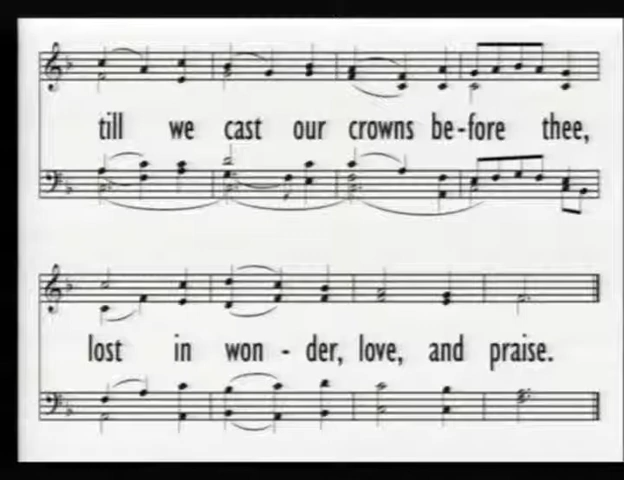 till we cast our crowns be-fore thee,
lost in won - der, love, and praise.